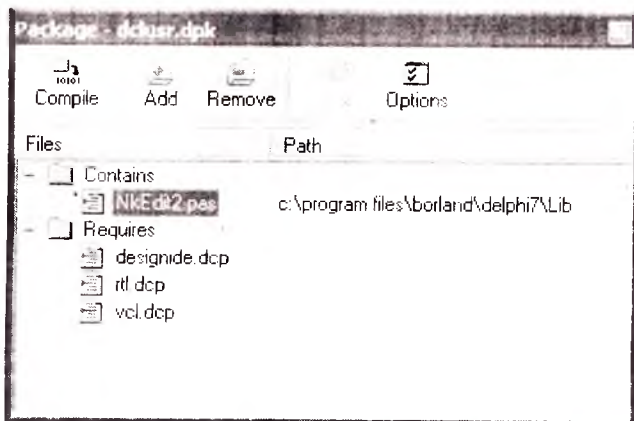 Package - dclusr.dpk
Compile Add Remove Options
Files Path
Contains
NkEdit2.pas c:\program files\borland\delphi7\Lib
Requires
designide.dcp
rtl.dcp
vcl.dcp